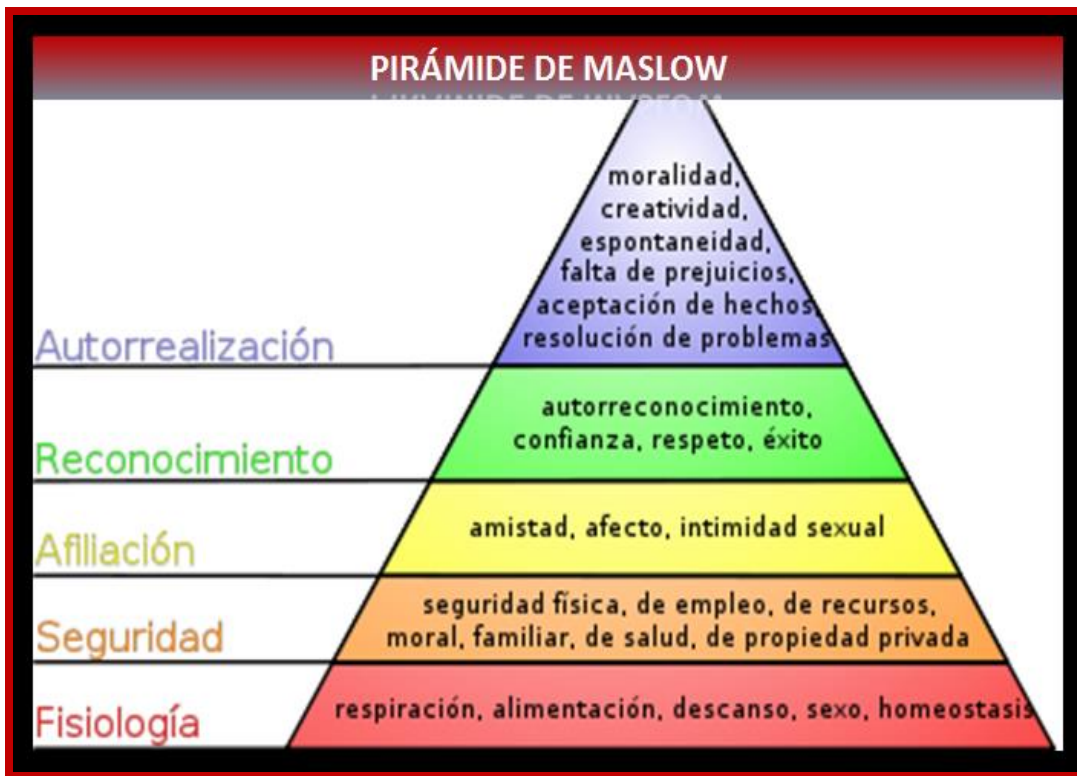 PIRÁMIDE DE MASLOW
moralidad,
creatividad,
espontaneidad,
falta de prejuicios,
aceptación de hechos,
resolución de problemas
Autorrealización
autorreconocimiento,
confianza, respeto, éxito
Reconocimiento
amistad, afecto, intimidad sexual
Afiliación
seguridad física, de empleo, de recursos,
moral, familiar, de salud, de propiedad privada
Seguridad
respiración, alimentación, descanso, sexo, homeostasis
Fisiología